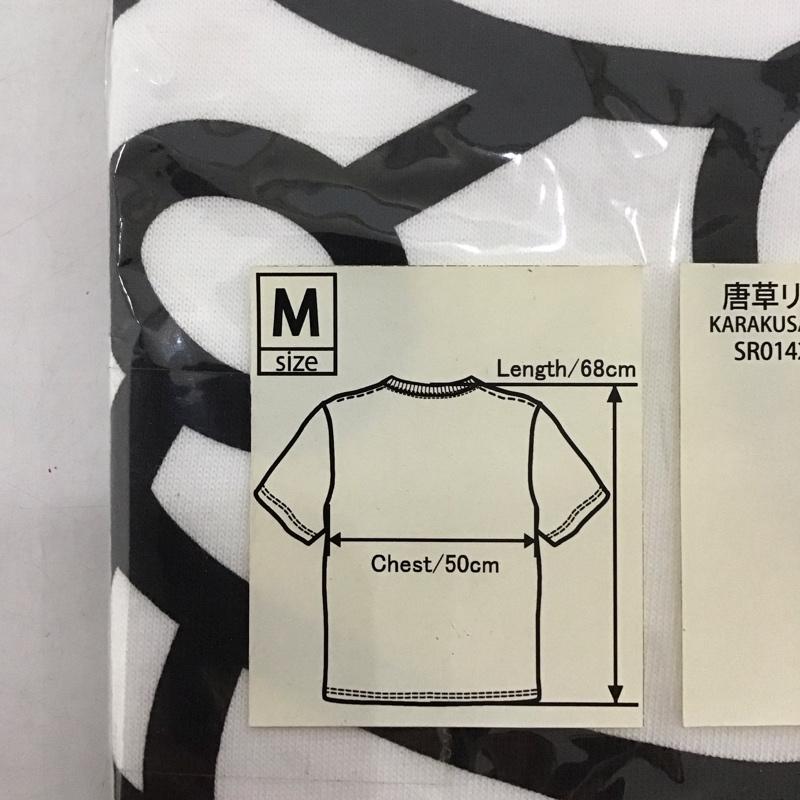 M
size
Length/68cm
Chest/50cm
唐草リ
KARAKUSA
SR014